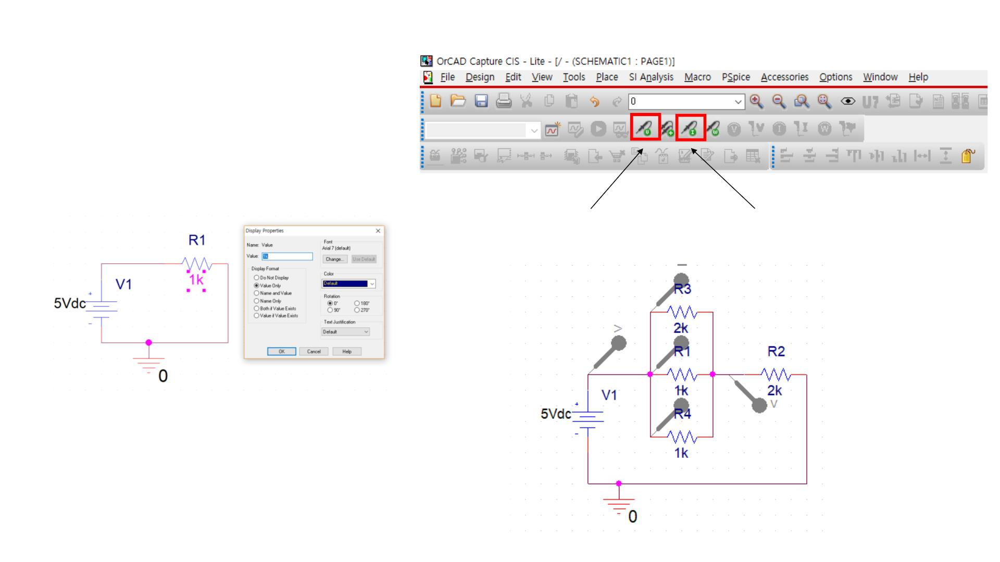 OrCAD Capture CIS - Lite - [/ - (SCHEMATIC1 : PAGE1)]
File Design Edit View Tools Place SI Analysis Macro PSpice Accessories Options Window Help
0
U?
V I W
R1
1k
V1
+
5Vdc
-
0
Display Properties
Name: Value
Value: 1k
Display Format
Do Not Display
Value Only
Name and Value
Name Only
Both if Value Exists
Value if Value Exists
Font
Arial 7 (default)
Change... Use Default
Color
Default
Rotation
0° 180°
90° 270°
Text Justification
Default
OK Cancel Help
I
R3
2k
V
R1
1k
R4
1k
R2
2k
V
V1
+
5Vdc
-
0